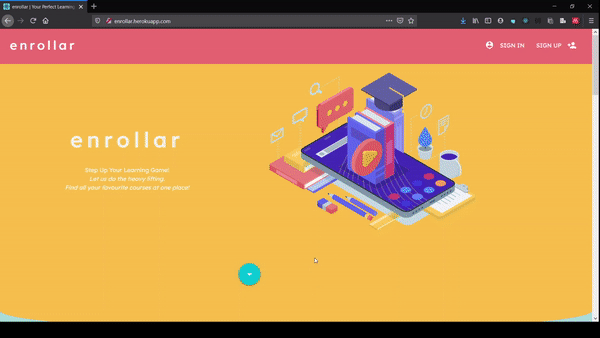 enrollar | Your Perfect Learning
enrollar.herokuapp.com
enrollar
SIGN IN
SIGN UP
enrollar
Step Up Your Learning Game!
Let us do the heavy lifting.
Find all your favourite courses at one place!